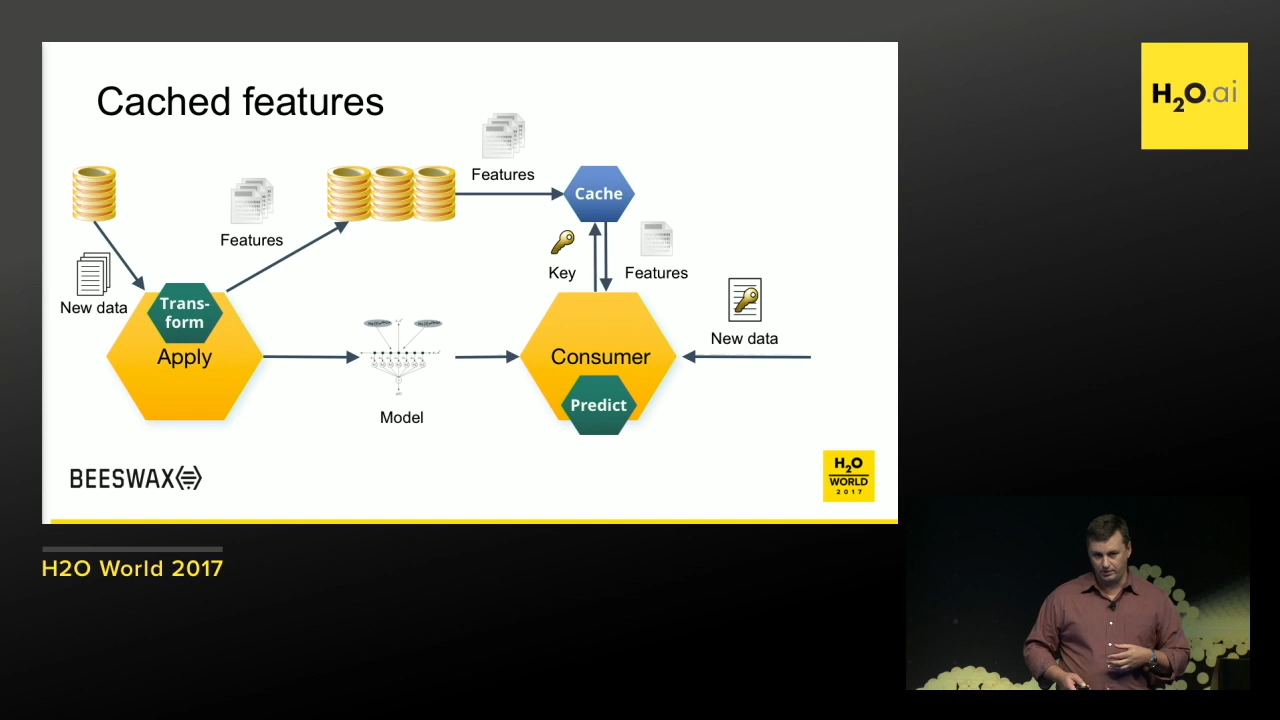 Cached features
H2O.ai
Features
Cache
Features
Key
Features
New data
Trans-
form
Apply
Model
Consumer
Predict
New data
BEESWAX
H2O
WORLD
2017
H2O World 2017